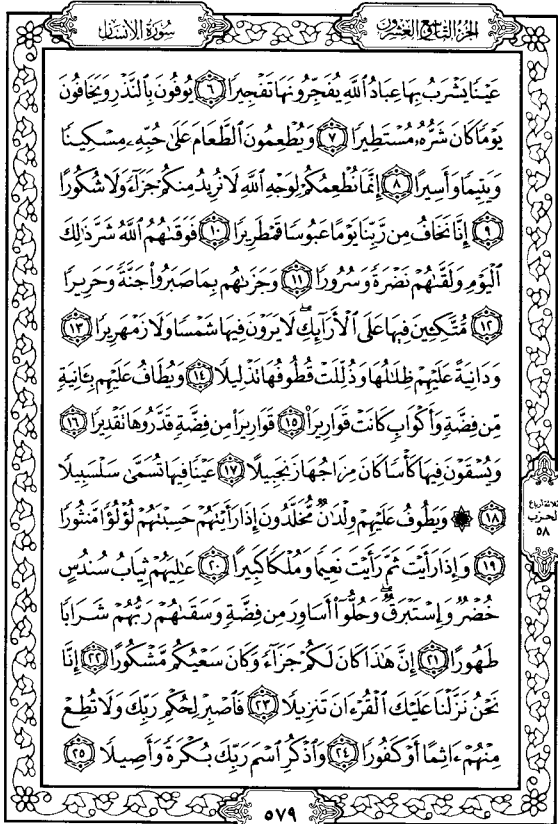 الجزء التاسع والعشرون
سورة الإنسان
عَيْنًا يَشْرَبُ بِهَا عِبَادُ ٱللَّهِ يُفَجِّرُونَهَا تَفْجِيرًا ٦ يُوفُونَ بِٱلنَّذْرِ وَيَخَافُونَ
يَوْمًا كَانَ شَرُّهُۥ مُسْتَطِيرًا ٧ وَيُطْعِمُونَ ٱلطَّعَامَ عَلَىٰ حُبِّهِۦ مِسْكِينًا
وَيَتِيمًا وَأَسِيرًا ٨ إِنَّمَا نُطْعِمُكُمْ لِوَجْهِ ٱللَّهِ لَا نُرِيدُ مِنكُمْ جَزَآءً وَلَا شُكُورًا
٩ إِنَّا نَخَافُ مِن رَّبِّنَا يَوْمًا عَبُوسًا قَمْطَرِيرًا ١٠ فَوَقَىٰهُمُ ٱللَّهُ شَرَّ ذَٰلِكَ
ٱلْيَوْمِ وَلَقَّىٰهُمْ نَضْرَةً وَسُرُورًا ١١ وَجَزَىٰهُم بِمَا صَبَرُوا۟ جَنَّةً وَحَرِيرًا
١٢ مُّتَّكِـِٔينَ فِيهَا عَلَى ٱلْأَرَآئِكِ ۖ لَا يَرَوْنَ فِيهَا شَمْسًا وَلَا زَمْهَرِيرًا ١٣
وَدَانِيَةً عَلَيْهِمْ ظِلَٰلُهَا وَذُلِّلَتْ قُطُوفُهَا تَذْلِيلًا ١٤ وَيُطَافُ عَلَيْهِم بِـَٔانِيَةٍ
مِّن فِضَّةٍ وَأَكْوَابٍ كَانَتْ قَوَارِيرَا۠ ١٥ قَوَارِيرَا۟ مِن فِضَّةٍ قَدَّرُوهَا تَقْدِيرًا ١٦
وَيُسْقَوْنَ فِيهَا كَأْسًا كَانَ مِزَاجُهَا زَنجَبِيلًا ١٧ عَيْنًا فِيهَا تُسَمَّىٰ سَلْسَبِيلًا
١٨ ۞ وَيَطُوفُ عَلَيْهِمْ وِلْدَٰنٌ مُّخَلَّدُونَ إِذَا رَأَيْتَهُمْ حَسِبْتَهُمْ لُؤْلُؤًا مَّنثُورًا
١٩ وَإِذَا رَأَيْتَ ثَمَّ رَأَيْتَ نَعِيمًا وَمُلْكًا كَبِيرًا ٢٠ عَٰلِيَهُمْ ثِيَابُ سُندُسٍ
خُضْرٌ وَإِسْتَبْرَقٌ ۖ وَحُلُّوٓا۟ أَسَاوِرَ مِن فِضَّةٍ وَسَقَىٰهُمْ رَبُّهُمْ شَرَابًا
طَهُورًا ٢١ إِنَّ هَٰذَا كَانَ لَكُمْ جَزَآءً وَكَانَ سَعْيُكُم مَّشْكُورًا ٢٢ إِنَّا
نَحْنُ نَزَّلْنَا عَلَيْكَ ٱلْقُرْءَانَ تَنزِيلًا ٢٣ فَٱصْبِرْ لِحُكْمِ رَبِّكَ وَلَا تُطِعْ
مِنْهُمْ ءَاثِمًا أَوْ كَفُورًا ٢٤ وَٱذْكُرِ ٱسْمَ رَبِّكَ بُكْرَةً وَأَصِيلًا ٢٥
ثلاثة أرباع
الحزب
٥٨
٥٧٩